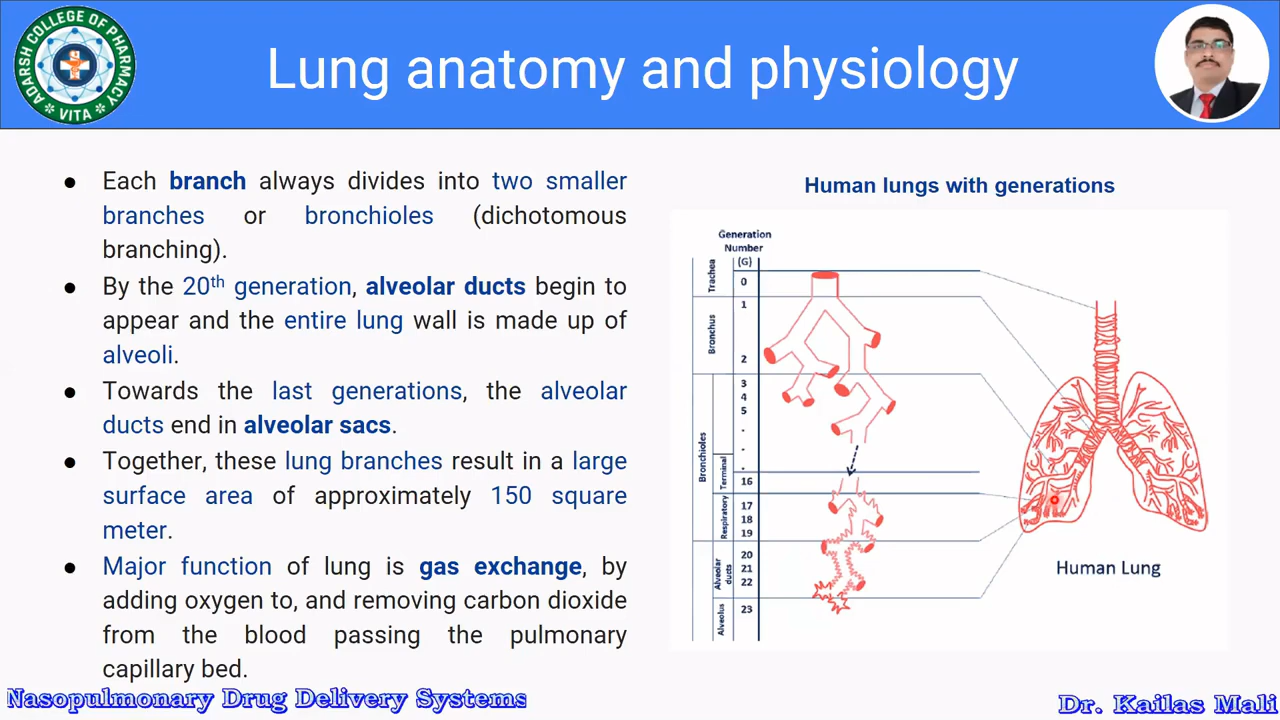 ADARSH COLLEGE OF PHARMACY
VITA
Lung anatomy and physiology
● Each branch always divides into two smaller
branches or bronchioles (dichotomous
branching).
● By the 20th generation, alveolar ducts begin to
appear and the entire lung wall is made up of
alveoli.
● Towards the last generations, the alveolar
ducts end in alveolar sacs.
● Together, these lung branches result in a large
surface area of approximately 150 square
meter.
● Major function of lung is gas exchange, by
adding oxygen to, and removing carbon dioxide
from the blood passing the pulmonary
capillary bed.
Human lungs with generations
Generation
Number
(G)
Trachea
0
Bronchus
1
2
Bronchioles
3
4
5
.
.
.
Terminal
16
Respiratory
17
18
19
Alveolar
ducts
20
21
22
Alveolus
23
Human Lung
Nasopulmonary Drug Delivery Systems
Dr. Kailas Mali